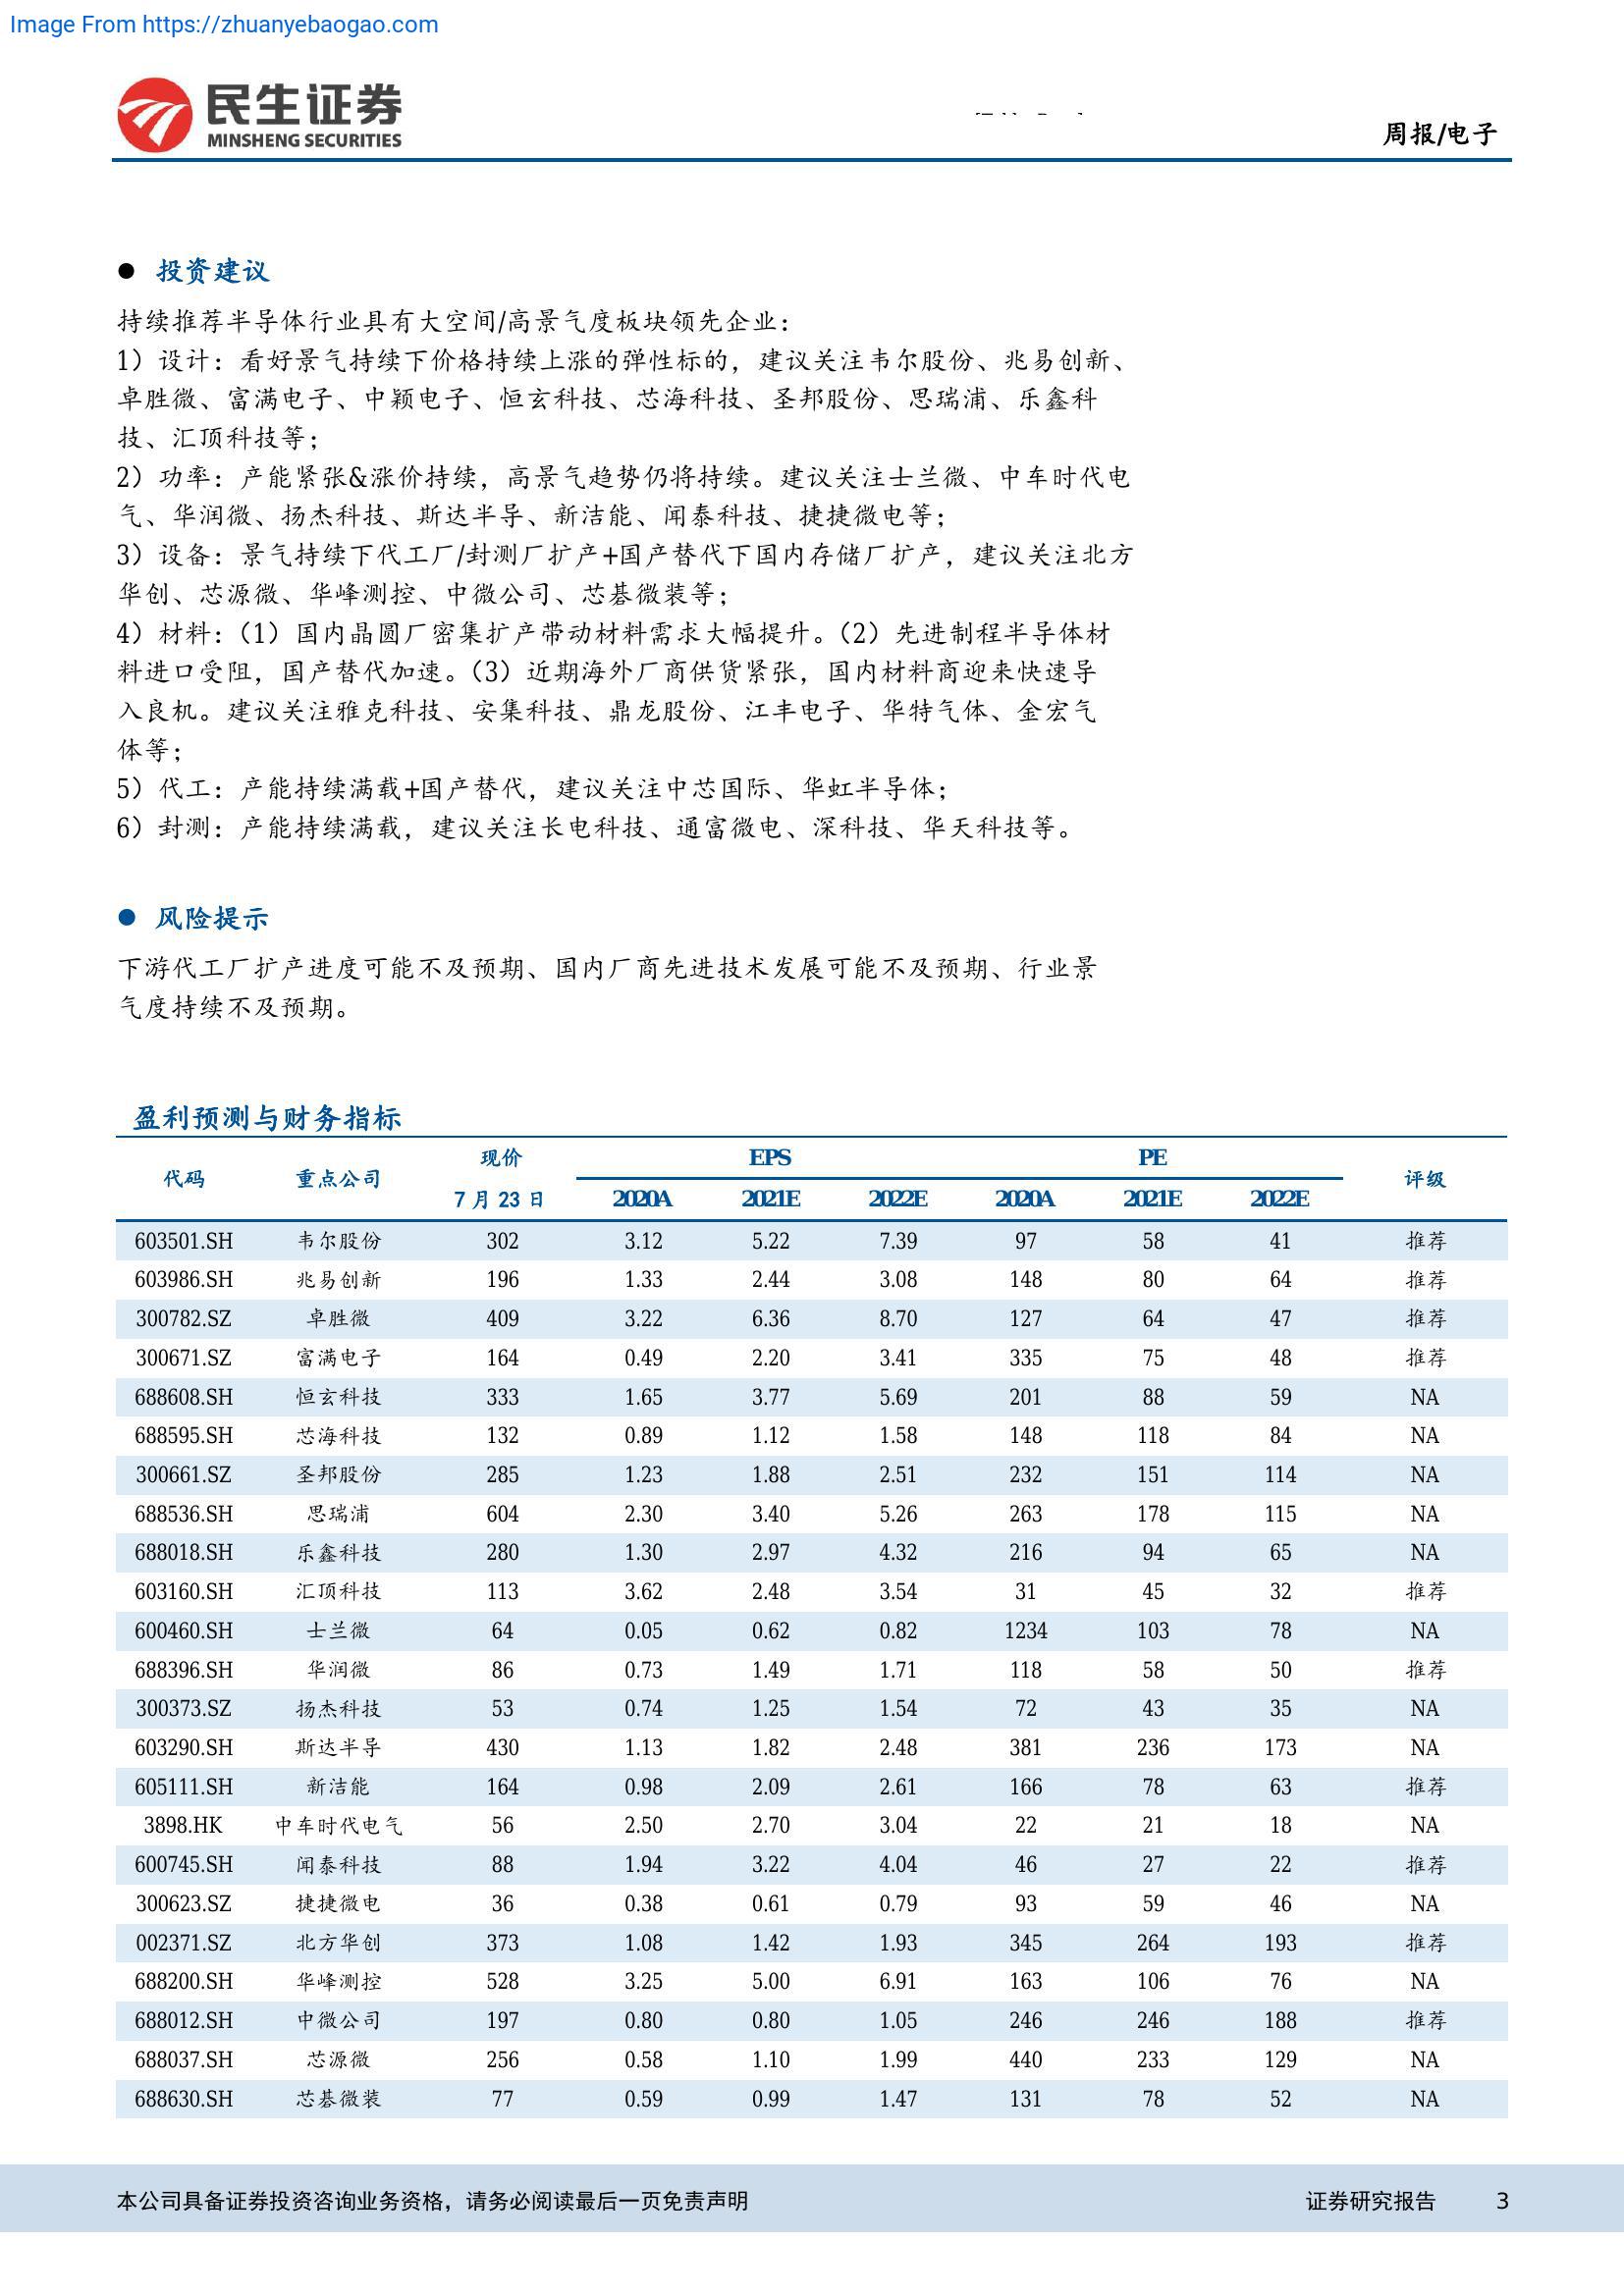 Image From https://zhuanyebaogao.com
民生证券
MINSHENG SECURITIES
周报/电子
投资建议
持续推荐半导体行业具有大空间/高景气度板块领先企业：
1）设计：看好景气持续下价格持续上涨的弹性标的，建议关注韦尔股份、兆易创新、
卓胜微、富满电子、中颖电子、恒玄科技、芯海科技、圣邦股份、思瑞浦、乐鑫科
技、汇顶科技等；
2）功率：产能紧张&涨价持续，高景气趋势仍将持续。建议关注士兰微、中车时代电
气、华润微、扬杰科技、斯达半导、新洁能、闻泰科技、捷捷微电等；
3）设备：景气持续下代工厂/封测厂扩产+国产替代下国内存储厂扩产，建议关注北方
华创、芯源微、华峰测控、中微公司、芯碁微装等；
4）材料：（1）国内晶圆厂密集扩产带动材料需求大幅提升。（2）先进制程半导体材
料进口受阻，国产替代加速。（3）近期海外厂商供货紧张，国内材料商迎来快速导
入良机。建议关注雅克科技、安集科技、鼎龙股份、江丰电子、华特气体、金宏气
体等；
5）代工：产能持续满载+国产替代，建议关注中芯国际、华虹半导体；
6）封测：产能持续满载，建议关注长电科技、通富微电、深科技、华天科技等。
风险提示
下游代工厂扩产进度可能不及预期、国内厂商先进技术发展可能不及预期、行业景
气度持续不及预期。
盈利预测与财务指标
代码 重点公司 现价 EPS PE 评级
7 月 23 日 2020A 2021E 2022E 2020A 2021E 2022E
603501.SH 韦尔股份 302 3.12 5.22 7.39 97 58 41 推荐
603986.SH 兆易创新 196 1.33 2.44 3.08 148 80 64 推荐
300782.SZ 卓胜微 409 3.22 6.36 8.70 127 64 47 推荐
300671.SZ 富满电子 164 0.49 2.20 3.41 335 75 48 推荐
688608.SH 恒玄科技 333 1.65 3.77 5.69 201 88 59 NA
688595.SH 芯海科技 132 0.89 1.12 1.58 148 118 84 NA
300661.SZ 圣邦股份 285 1.23 1.88 2.51 232 151 114 NA
688536.SH 思瑞浦 604 2.30 3.40 5.26 263 178 115 NA
688018.SH 乐鑫科技 280 1.30 2.97 4.32 216 94 65 NA
603160.SH 汇顶科技 113 3.62 2.48 3.54 31 45 32 推荐
600460.SH 士兰微 64 0.05 0.62 0.82 1234 103 78 NA
688396.SH 华润微 86 0.73 1.49 1.71 118 58 50 推荐
300373.SZ 扬杰科技 53 0.74 1.25 1.54 72 43 35 NA
603290.SH 斯达半导 430 1.13 1.82 2.48 381 236 173 NA
605111.SH 新洁能 164 0.98 2.09 2.61 166 78 63 推荐
3898.HK 中车时代电气 56 2.50 2.70 3.04 22 21 18 NA
600745.SH 闻泰科技 88 1.94 3.22 4.04 46 27 22 推荐
300623.SZ 捷捷微电 36 0.38 0.61 0.79 93 59 46 NA
002371.SZ 北方华创 373 1.08 1.42 1.93 345 264 193 推荐
688200.SH 华峰测控 528 3.25 5.00 6.91 163 106 76 NA
688012.SH 中微公司 197 0.80 0.80 1.05 246 246 188 推荐
688037.SH 芯源微 256 0.58 1.10 1.99 440 233 129 NA
688630.SH 芯碁微装 77 0.59 0.99 1.47 131 78 52 NA
本公司具备证券投资咨询业务资格，请务必阅读最后一页免责声明 证券研究报告 3